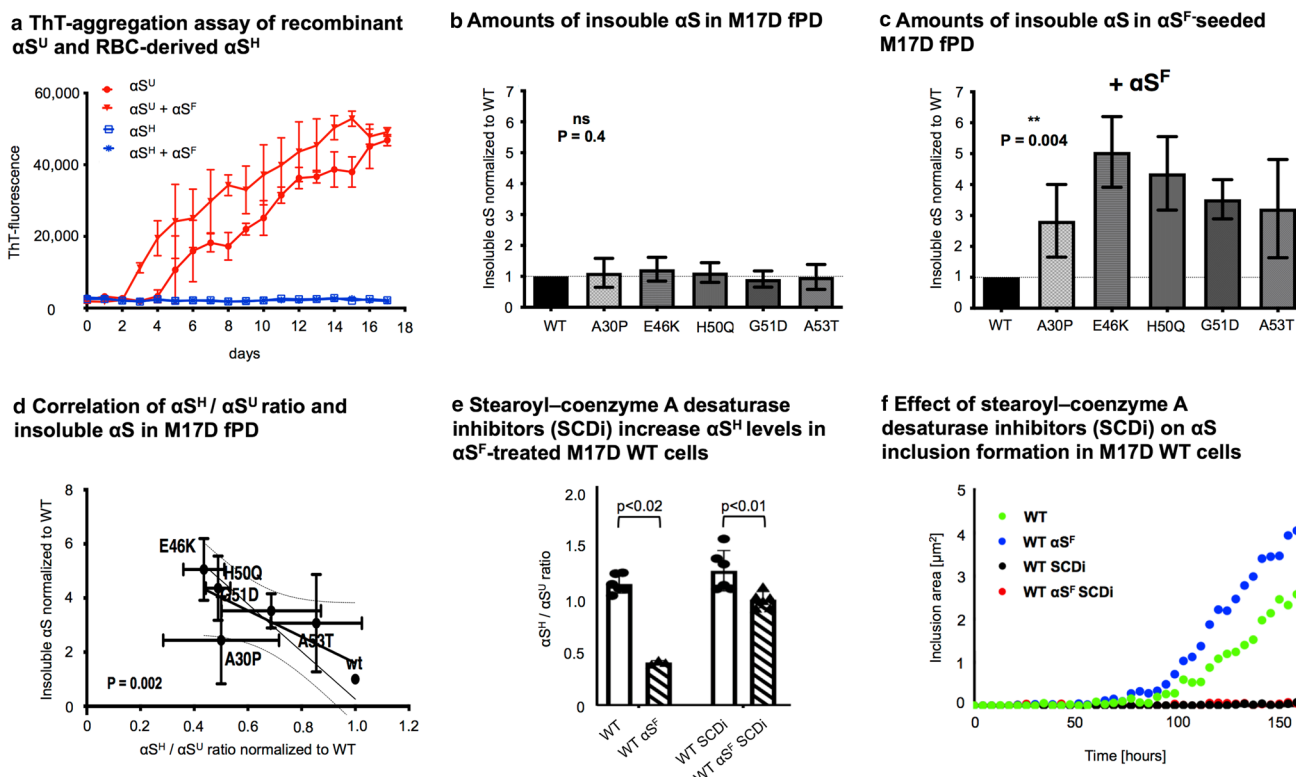 a ThT-aggregation assay of recombinant
αSᵁ and RBC-derived αSᴴ
αSᵁ
αSᵁ + αSᶠ
αSᴴ
αSᴴ + αSᶠ
60,000
40,000
20,000
0
ThT-fluorescence
0 2 4 6 8 10 12 14 16 18
days
b Amounts of insouble αS in M17D fPD
Insouble αS normalized to WT
7
6
5
4
3
2
1
0
ns
P = 0.4
WT A30P E46K H50Q G51D A53T
c Amounts of insouble αS in αSᶠ-seeded
M17D fPD
+ αSᶠ
Insouble αS normalized to WT
7
6
5
4
3
2
1
0
**
P = 0.004
WT A30P E46K H50Q G51D A53T
d Correlation of αSᴴ / αSᵁ ratio and
insoluble αS in M17D fPD
Insouble αS normalized to WT
8
6
4
2
0
E46K
H50Q
G51D
A53T
A30P
wt
P = 0.002
0.0 0.2 0.4 0.6 0.8 1.0 1.2
αSᴴ / αSᵁ ratio normalized to WT
e Stearoyl–coenzyme A desaturase
inhibitors (SCDi) increase αSᴴ levels in
αSᶠ-treated M17D WT cells
αSᴴ / αSᵁ ratio
2.0
1.5
1.0
0.5
0
p<0.02
p<0.01
WT
WT αSᶠ
WT SCDi
WT αSᶠ SCDi
f Effect of stearoyl–coenzyme A
desaturase inhibitors (SCDi) on αS
inclusion formation in M17D WT cells
Inclusion area [µm²]
5
4
3
2
1
0
WT
WT αSᶠ
WT SCDi
WT αSᶠ SCDi
0 50 100 150
Time [hours]